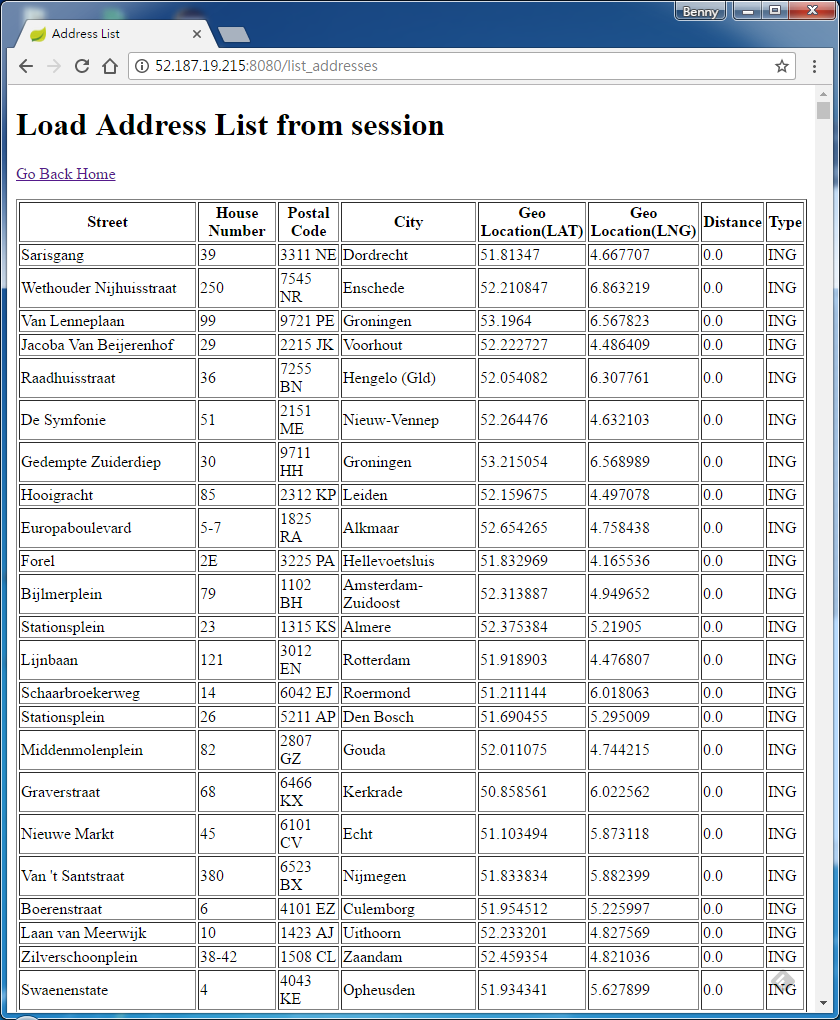 Benny
Address List
52.187.19.215:8080/list_addresses
Load Address List from session
Go Back Home
Street House Number Postal Code City Geo Location(LAT) Geo Location(LNG) Distance Type
Sarisgang 39 3311 NE Dordrecht 51.81347 4.667707 0.0 ING
Wethouder Nijhuisstraat 250 7545 NR Enschede 52.210847 6.863219 0.0 ING
Van Lenneplaan 99 9721 PE Groningen 53.1964 6.567823 0.0 ING
Jacoba Van Beijerenhof 29 2215 JK Voorhout 52.222727 4.486409 0.0 ING
Raadhuisstraat 36 7255 BN Hengelo (Gld) 52.054082 6.307761 0.0 ING
De Symfonie 51 2151 ME Nieuw-Vennep 52.264476 4.632103 0.0 ING
Gedempte Zuiderdiep 30 9711 HH Groningen 53.215054 6.568989 0.0 ING
Hooigracht 85 2312 KP Leiden 52.159675 4.497078 0.0 ING
Europaboulevard 5-7 1825 RA Alkmaar 52.654265 4.758438 0.0 ING
Forel 2E 3225 PA Hellevoetsluis 51.832969 4.165536 0.0 ING
Bijlmerplein 79 1102 BH Amsterdam-Zuidoost 52.313887 4.949652 0.0 ING
Stationsplein 23 1315 KS Almere 52.375384 5.21905 0.0 ING
Lijnbaan 121 3012 EN Rotterdam 51.918903 4.476807 0.0 ING
Schaarbroekerweg 14 6042 EJ Roermond 51.211144 6.018063 0.0 ING
Stationsplein 26 5211 AP Den Bosch 51.690455 5.295009 0.0 ING
Middenmolenplein 82 2807 GZ Gouda 52.011075 4.744215 0.0 ING
Graverstraat 68 6466 KX Kerkrade 50.858561 6.022562 0.0 ING
Nieuwe Markt 45 6101 CV Echt 51.103494 5.873118 0.0 ING
Van 't Santstraat 380 6523 BX Nijmegen 51.833834 5.882399 0.0 ING
Boerenstraat 6 4101 EZ Culemborg 51.954512 5.225997 0.0 ING
Laan van Meerwijk 10 1423 AJ Uithoorn 52.233201 4.827569 0.0 ING
Zilverschoonplein 38-42 1508 CL Zaandam 52.459354 4.821036 0.0 ING
Swaenenstate 4 4043 KE Opheusden 51.934341 5.627899 0.0 ING